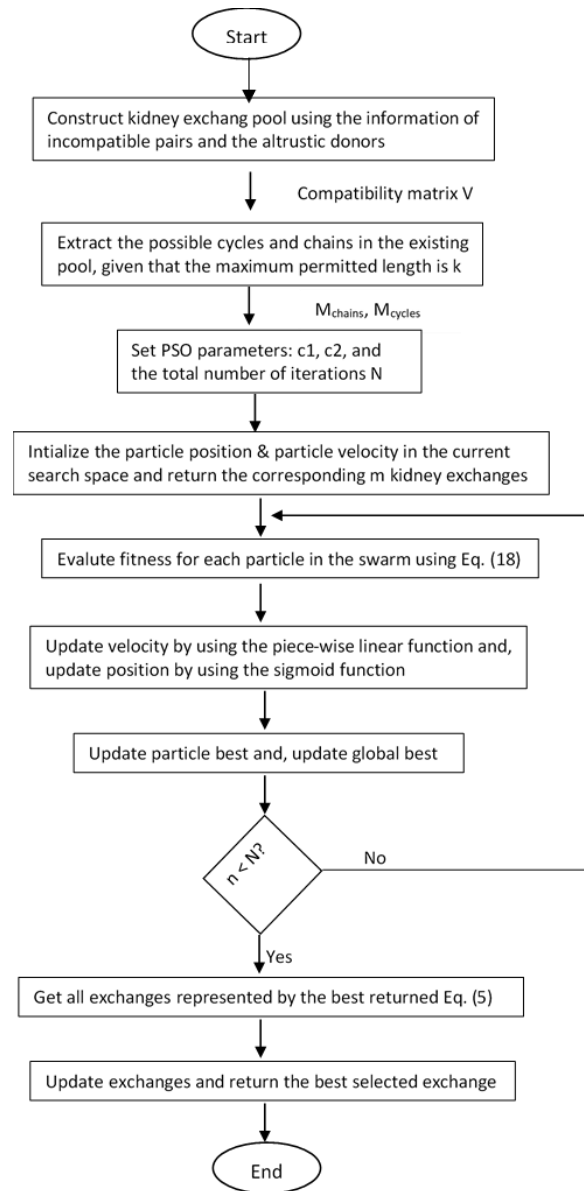 Start
Construct kidney exchang pool using the information of
incompatible pairs and the altrustic donors
Compatibility matrix V
Extract the possible cycles and chains in the existing
pool, given that the maximum permitted length is k
Mchains, Mcycles
Set PSO parameters: c1, c2, and
the total number of iterations N
Intialize the particle position & particle velocity in the current
search space and return the corresponding m kidney exchanges
Evalute fitness for each particle in the swarm using Eq. (18)
Update velocity by using the piece-wise linear function and,
update position by using the sigmoid function
Update particle best and, update global best
n < N?
No
Yes
Get all exchanges represented by the best returned Eq. (5)
Update exchanges and return the best selected exchange
End